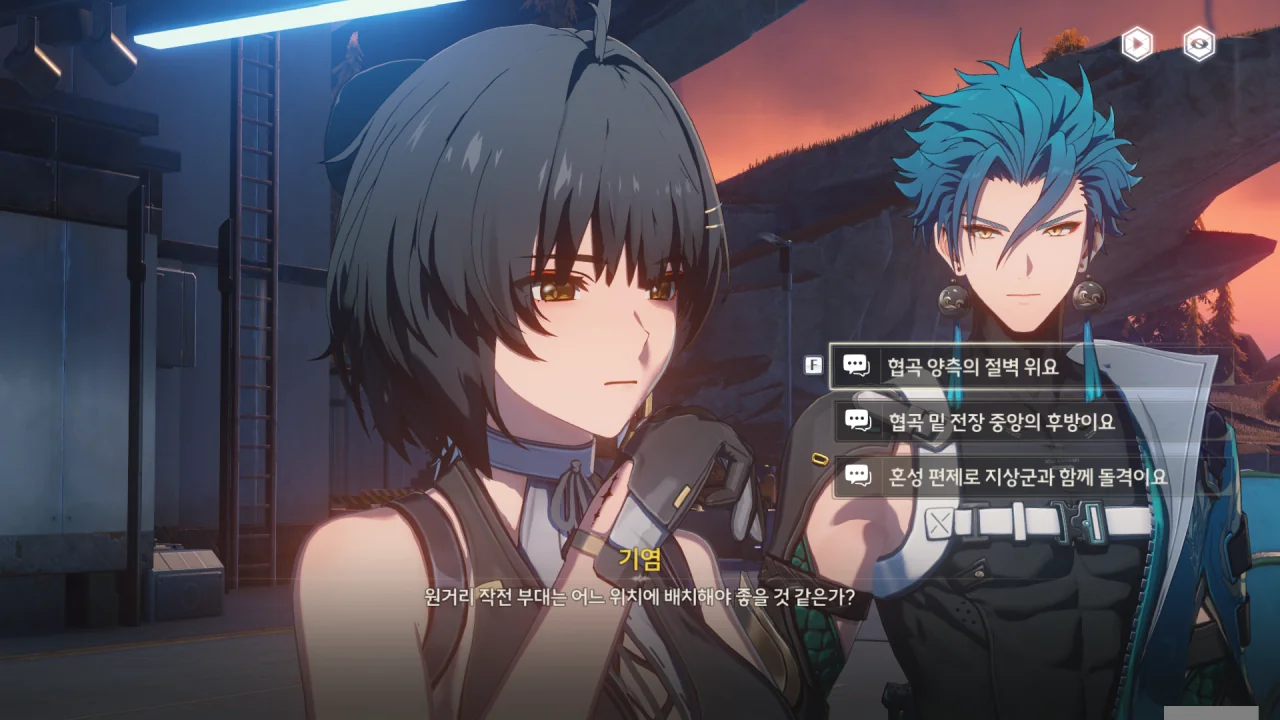 F
협곡 양측의 절벽 위요
협곡 밑 전장 중앙의 후방이요
혼성 편제로 지상군과 함께 돌격이요
기염
원거리 작전 부대는 어느 위치에 배치해야 좋을 것 같은가?